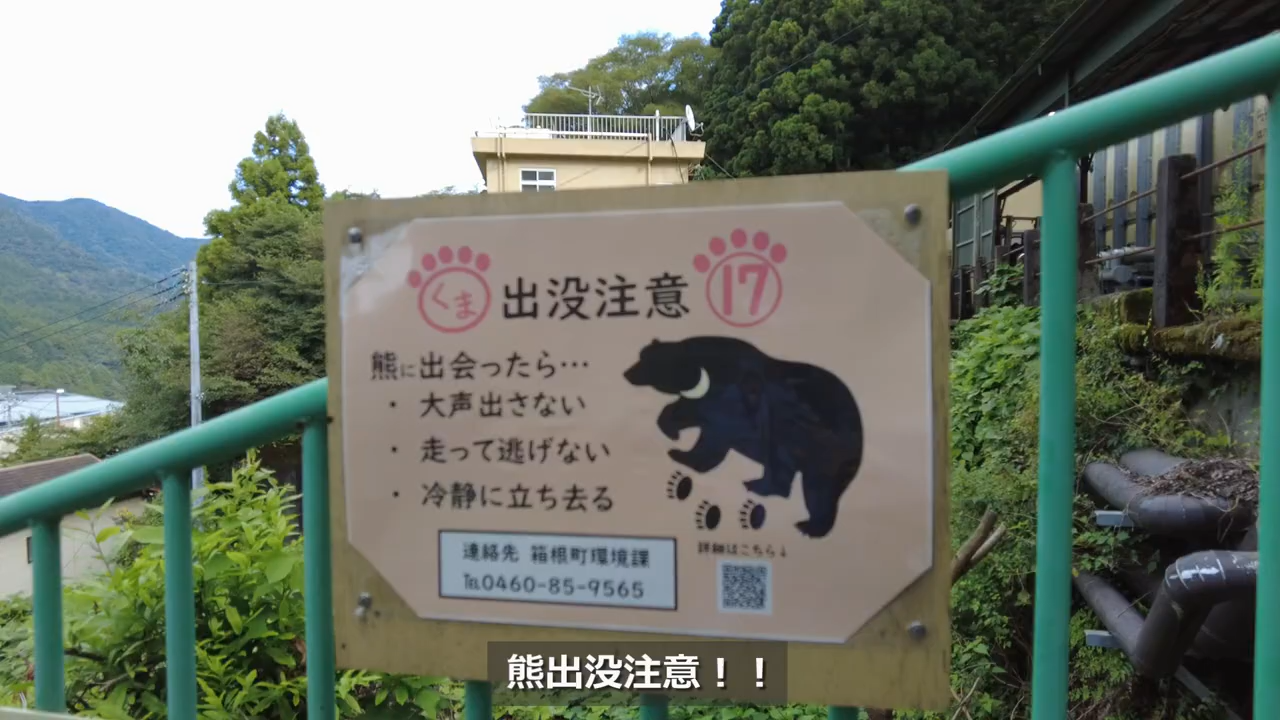 くま 出没注意 17
熊に出会ったら…
・ 大声出さない
・ 走って逃げない
・ 冷静に立ち去る
連絡先 箱根町環境課
℡0460-85-9565
詳細はこちら↓
熊出没注意！！